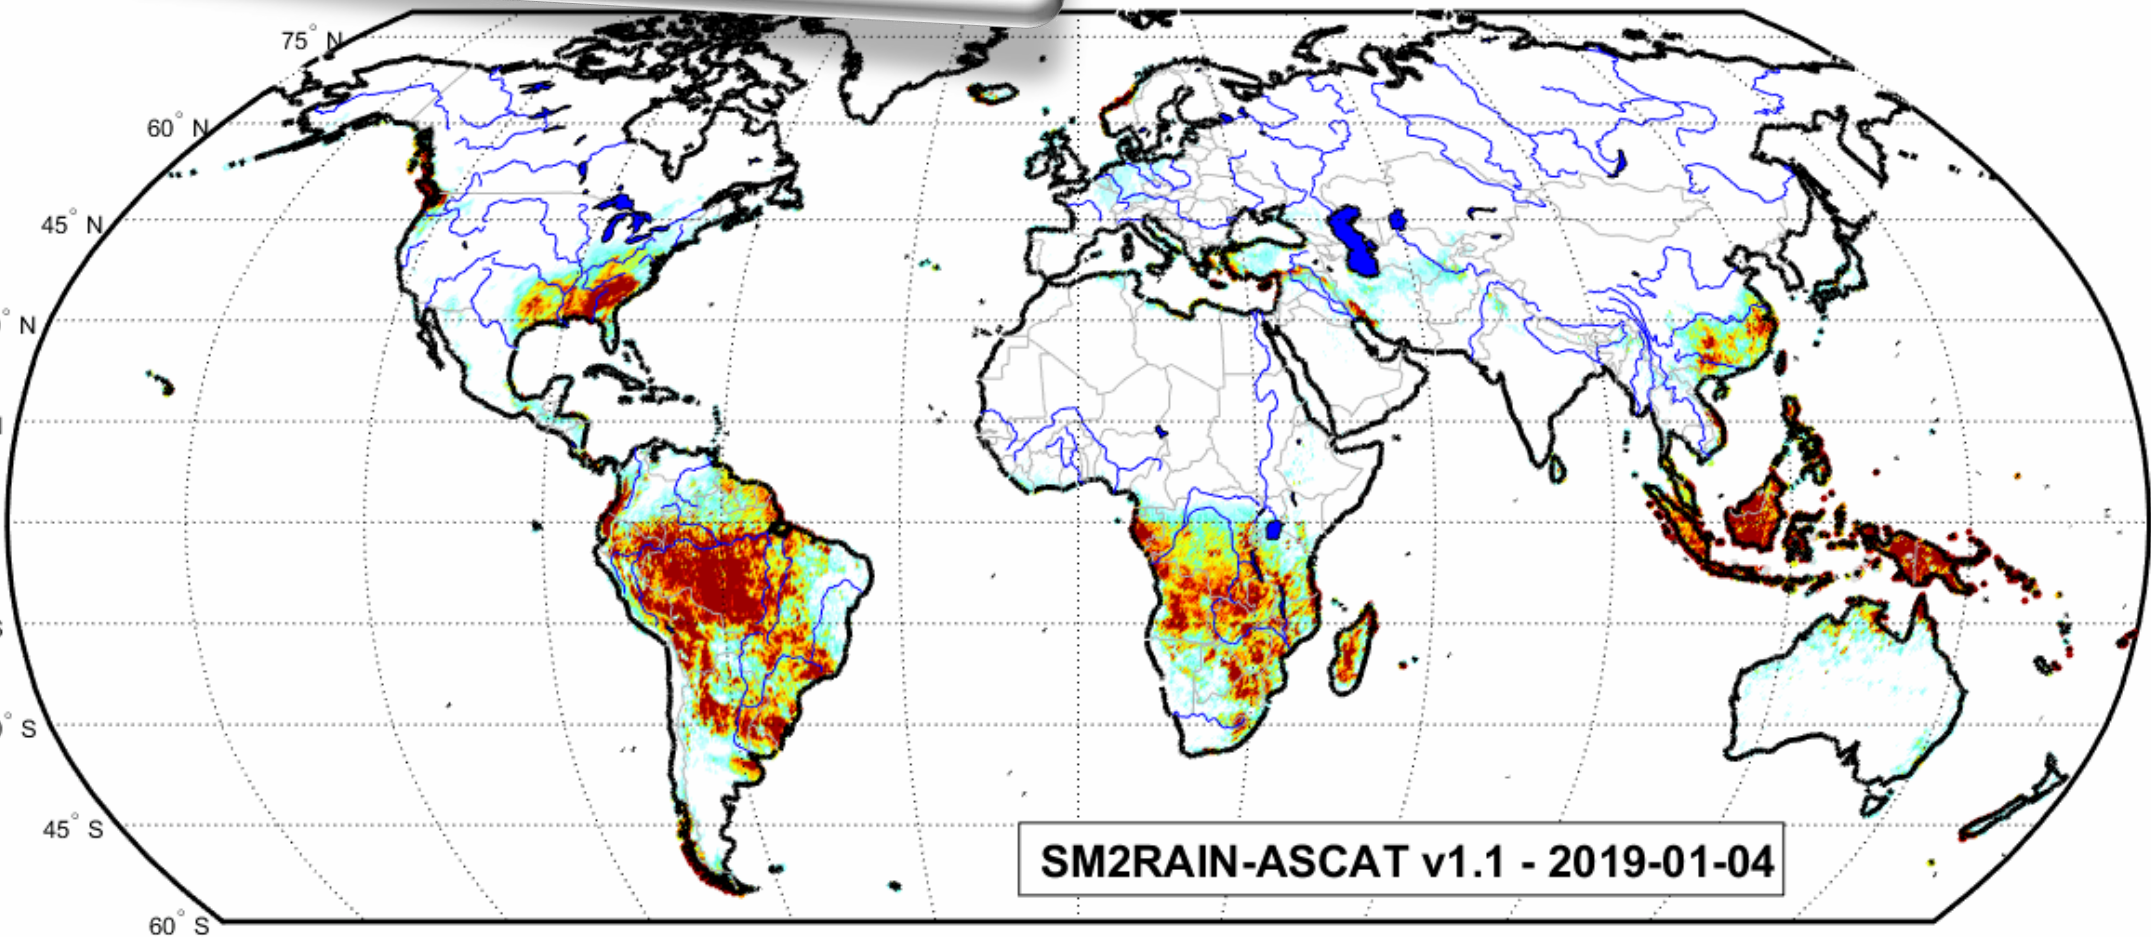 75° N
60° N
45° N
° N
° S
45° S
60° S
SM2RAIN-ASCAT v1.1 - 2019-01-04